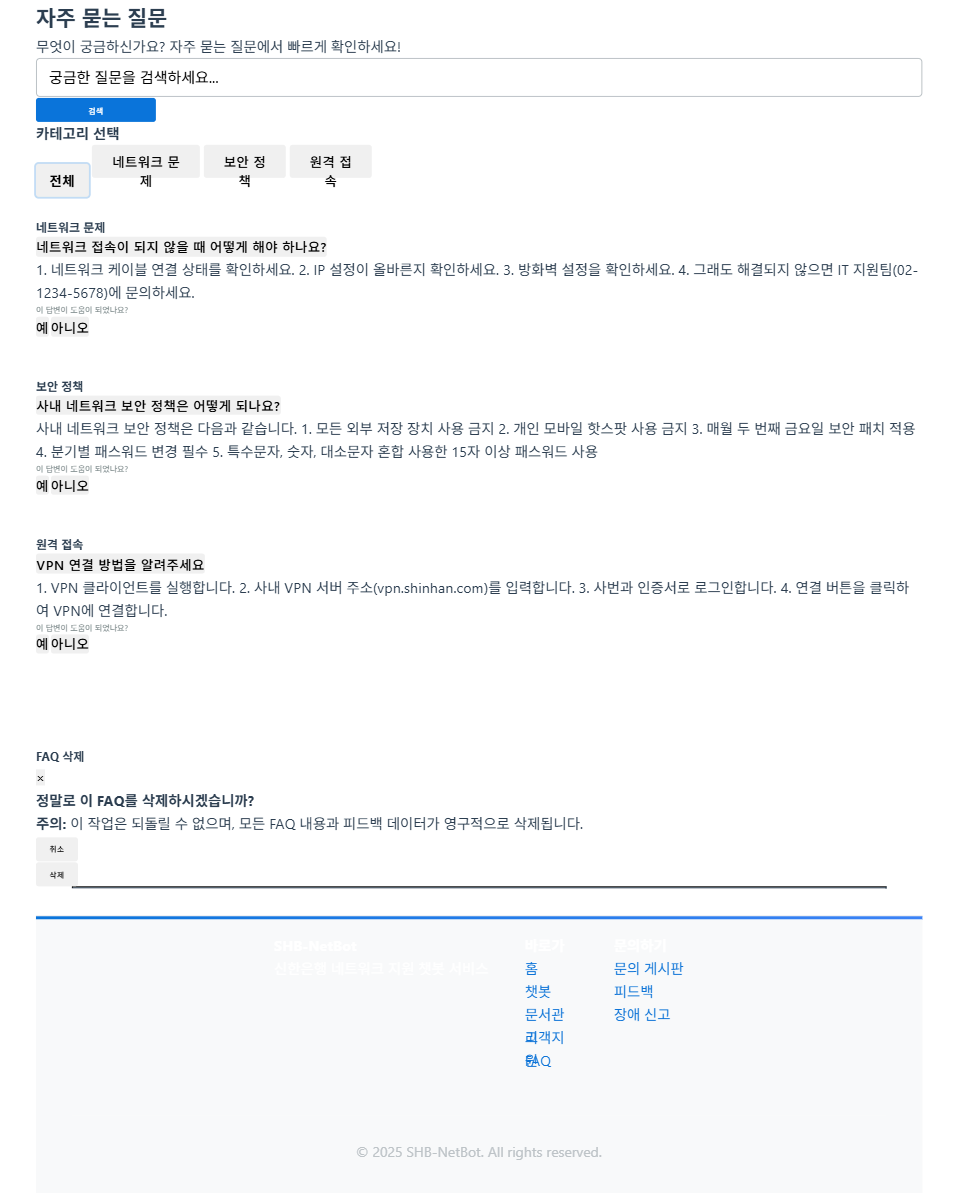 자주 묻는 질문
무엇이 궁금하신가요? 자주 묻는 질문에서 빠르게 확인하세요!
궁금한 질문을 검색하세요...
검색
카테고리 선택
전체
네트워크 문
제
보안 정
책
원격 접
속
네트워크 문제
네트워크 접속이 되지 않을 때 어떻게 해야 하나요?
1. 네트워크 케이블 연결 상태를 확인하세요. 2. IP 설정이 올바른지 확인하세요. 3. 방화벽 설정을 확인하세요. 4. 그래도 해결되지 않으면 IT 지원팀(02-
1234-5678)에 문의하세요.
이 답변이 도움이 되었나요?
예 아니오
보안 정책
사내 네트워크 보안 정책은 어떻게 되나요?
사내 네트워크 보안 정책은 다음과 같습니다. 1. 모든 외부 저장 장치 사용 금지 2. 개인 모바일 핫스팟 사용 금지 3. 매월 두 번째 금요일 보안 패치 적용
4. 분기별 패스워드 변경 필수 5. 특수문자, 숫자, 대소문자 혼합 사용한 15자 이상 패스워드 사용
이 답변이 도움이 되었나요?
예 아니오
원격 접속
VPN 연결 방법을 알려주세요
1. VPN 클라이언트를 실행합니다. 2. 사내 VPN 서버 주소(vpn.shinhan.com)를 입력합니다. 3. 사번과 인증서로 로그인합니다. 4. 연결 버튼을 클릭하
여 VPN에 연결합니다.
이 답변이 도움이 되었나요?
예 아니오
FAQ 삭제
×
정말로 이 FAQ를 삭제하시겠습니까?
주의: 이 작업은 되돌릴 수 없으며, 모든 FAQ 내용과 피드백 데이터가 영구적으로 삭제됩니다.
취소
삭제
SHB-NetBot
신한은행 네트워크 지원 챗봇 서비스
바로가기
홈
챗봇
문서관
리
고객지
원
FAQ
문의하기
문의 게시판
피드백
장애 신고
© 2025 SHB-NetBot. All rights reserved.